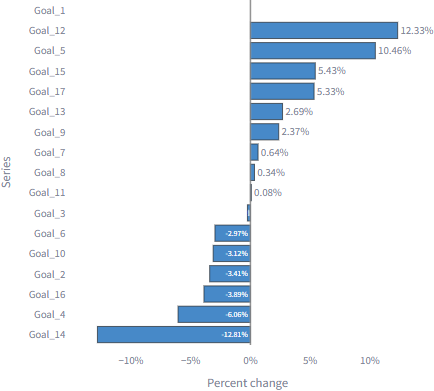 Series
Goal_1
Goal_12 12.33%
Goal_5 10.46%
Goal_15 5.43%
Goal_17 5.33%
Goal_13 2.69%
Goal_9 2.37%
Goal_7 0.64%
Goal_8 0.34%
Goal_11 0.08%
Goal_3
Goal_6 -2.97%
Goal_10 -3.12%
Goal_2 -3.41%
Goal_16 -3.89%
Goal_4 -6.06%
Goal_14 -12.81%
−10% −5% 0% 5% 10%
Percent change